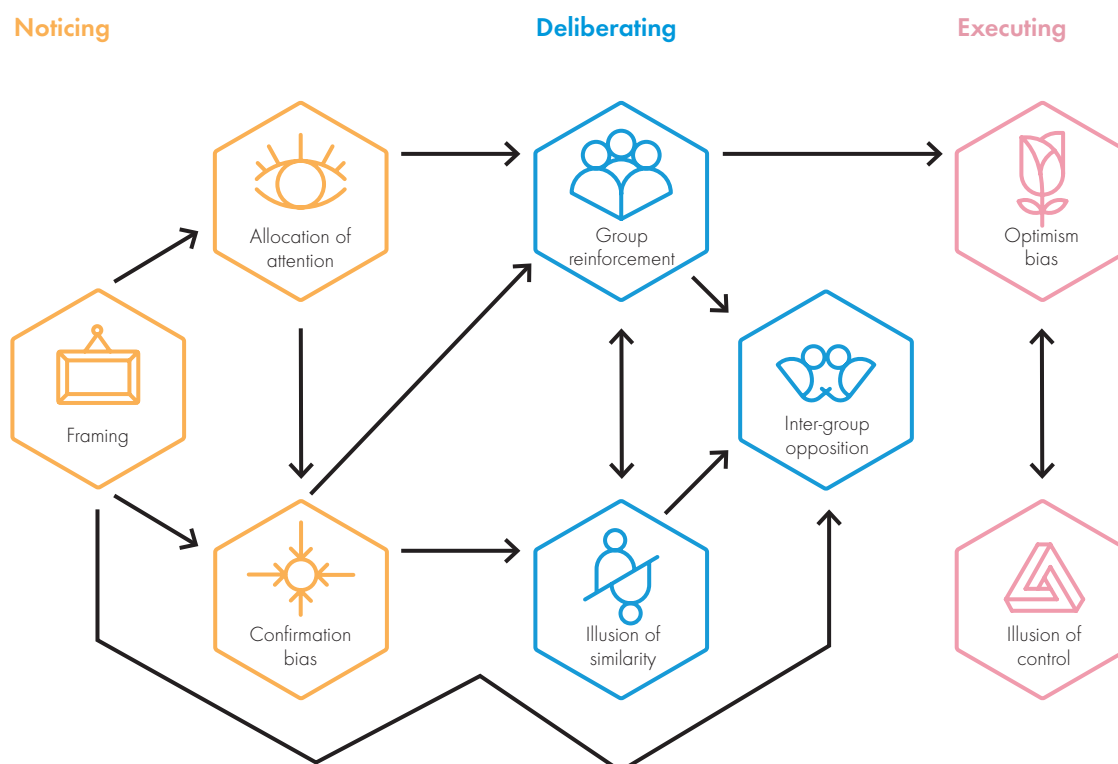 Noticing
Deliberating
Executing
Allocation of
attention
Group
reinforcement
Optimism
bias
Framing
Inter-group
opposition
Confirmation
bias
Illusion of
similarity
Illusion of
control